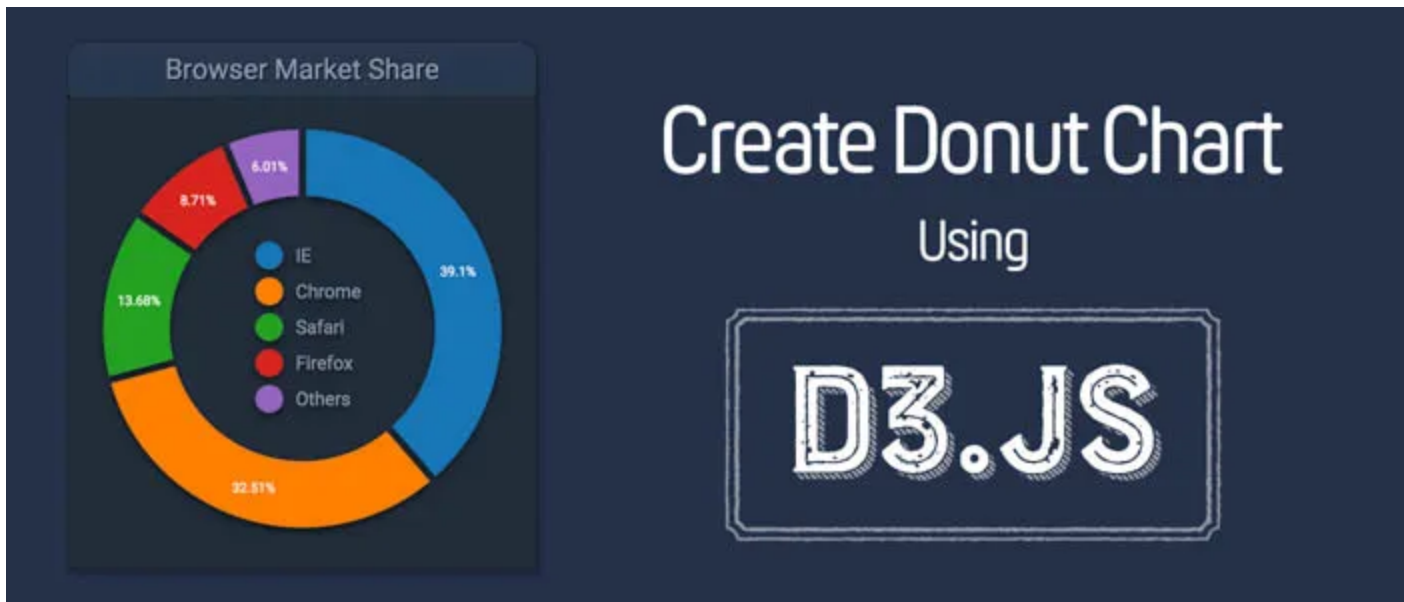 Browser Market Share
6.01%
8.71%
39.1%
13.68%
32.51%
IE
Chrome
Safari
Firefox
Others
Create Donut Chart
Using
D3.JS